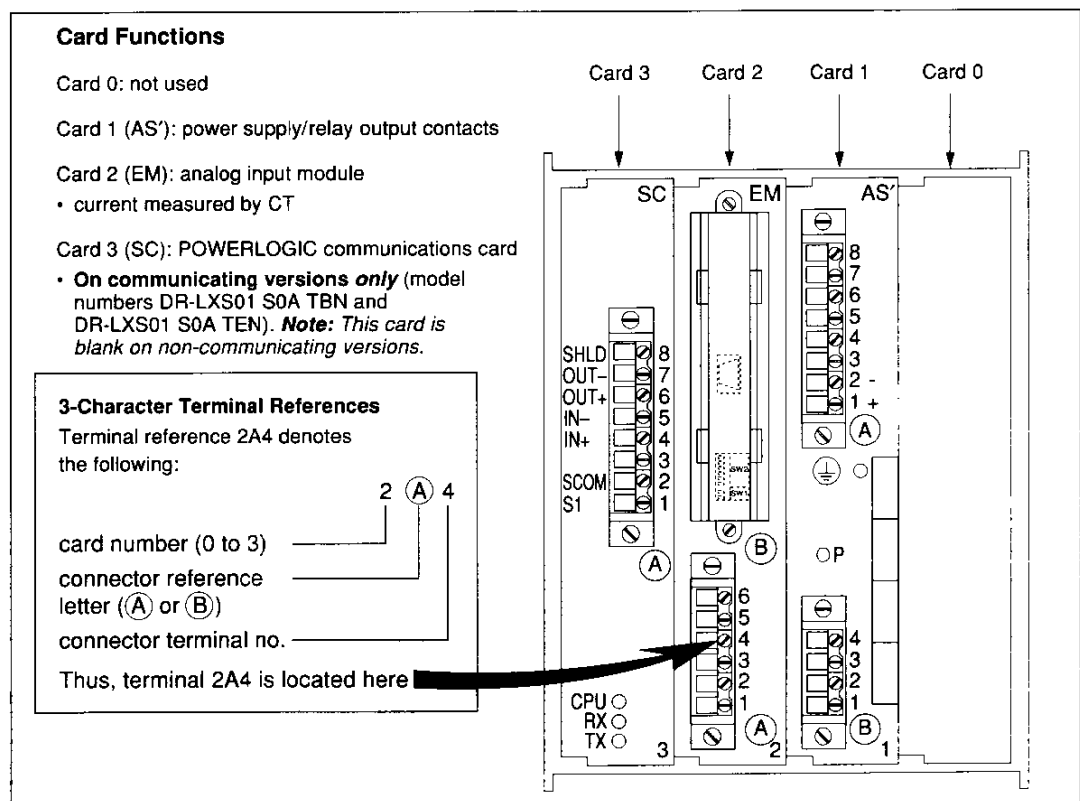 Card Functions
Card 0: not used
Card 1 (AS′): power supply/relay output contacts
Card 2 (EM): analog input module
• current measured by CT
Card 3 (SC): POWERLOGIC communications card
• On communicating versions only (model
numbers DR-LXS01 S0A TBN and
DR-LXS01 S0A TEN). Note: This card is
blank on non-communicating versions.
3-Character Terminal References
Terminal reference 2A4 denotes
the following:
2 A 4
card number (0 to 3)
connector reference
letter (A or B)
connector terminal no.
Thus, terminal 2A4 is located here
Card 3 Card 2 Card 1 Card 0
SC
SHLD 8
OUT− 7
OUT+ 6
IN− 5
IN+ 4
3
SCOM 2
S1 1
A
CPU
RX
TX
3
EM
SW2
SW1
B
6
5
4
3
2
1
A
2
AS′
8
7
6
5
4
3
2 -
1 +
A
P
4
3
2
1
B
1